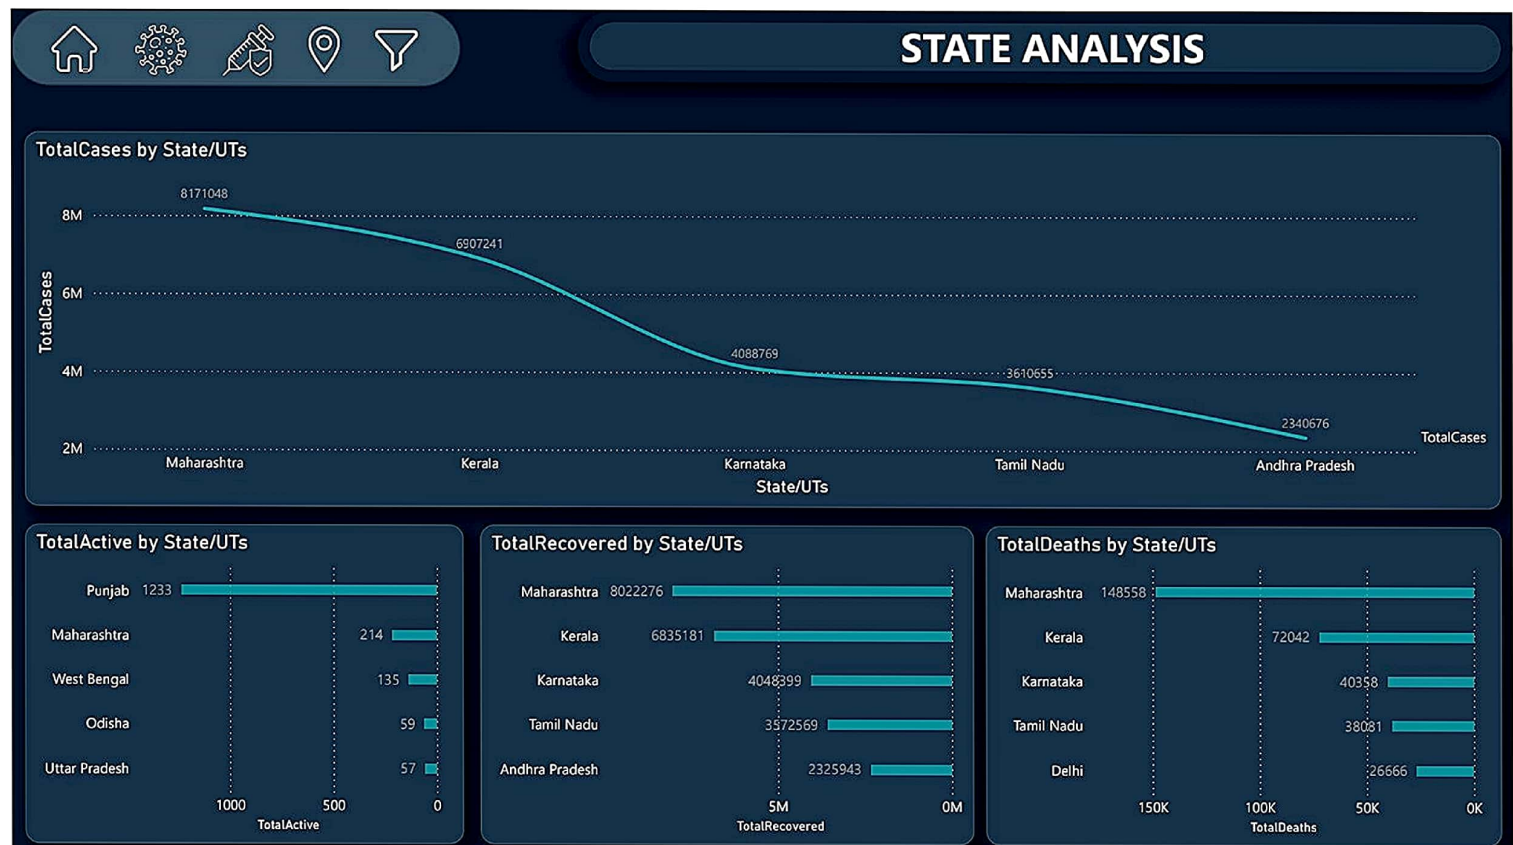 STATE ANALYSIS
TotalCases by State/UTs
8171048
8M
6907241
6M
TotalCases
4088769
4M
3610655
2340676
TotalCases
2M
Maharashtra Kerala Karnataka Tamil Nadu Andhra Pradesh
State/UTs
TotalActive by State/UTs
Punjab 1233
Maharashtra 214
West Bengal 135
Odisha 59
Uttar Pradesh 57
1000 500 0
TotalActive
TotalRecovered by State/UTs
Maharashtra 8022276
Kerala 6835181
Karnataka 4048399
Tamil Nadu 3572569
Andhra Pradesh 2325943
5M 0M
TotalRecovered
TotalDeaths by State/UTs
Maharashtra 148558
Kerala 72042
Karnataka 40358
Tamil Nadu 38081
Delhi 26666
150K 100K 50K 0K
TotalDeaths